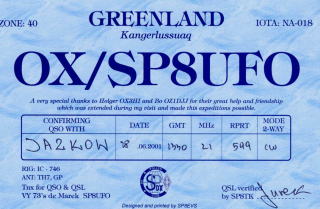 ZONE: 40 GREENLAND IOTA: NA-018
Kangerlussuaq
OX/SP8UFO
A very special thanks to Holger OX3HI and Bo OZ1DJJ for their great help and friendship
which was extended during my visit and made this expeditions possible.
CONFIRMING QSO WITH DATE GMT MHz RPRT MODE 2-WAY
.06.2001 21 599 CW
RIG: IC - 746
ANT: TH7, GP
Tnx for QSO & QSL
VY 73's de Marek SP8UFO
QSL verified
by SP8TK Jurek
Designed and printed by SP8EVS